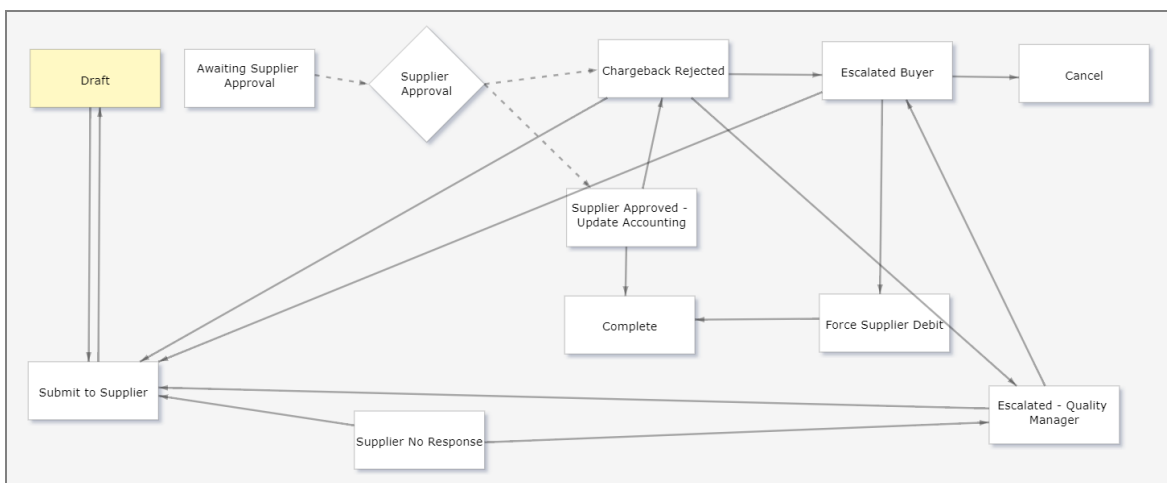 Draft
Awaiting Supplier
Approval
Supplier
Approval
Chargeback Rejected
Escalated Buyer
Cancel
Supplier Approved -
Update Accounting
Complete
Force Supplier Debit
Submit to Supplier
Supplier No Response
Escalated - Quality
Manager